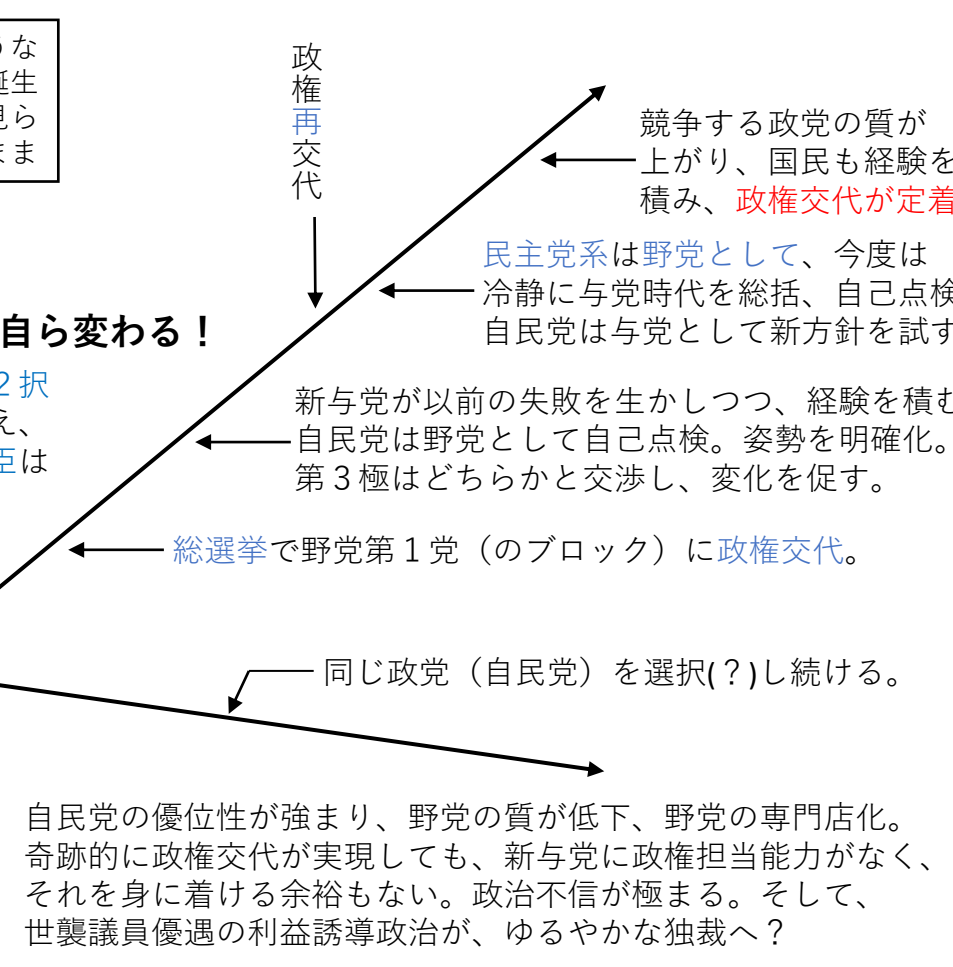 うな
誕生
見ら
まま
政権再交代
競争する政党の質が
上がり、国民も経験を
積み、政権交代が定着
民主党系は野党として、今度は
冷静に与党時代を総括、自己点検
自民党は与党として新方針を試す
自ら変わる！
２択
え、
臣は
新与党が以前の失敗を生かしつつ、経験を積む
自民党は野党として自己点検。姿勢を明確化。
第３極はどちらかと交渉し、変化を促す。
総選挙で野党第１党（のブロック）に政権交代。
同じ政党（自民党）を選択(？)し続ける。
自民党の優位性が強まり、野党の質が低下、野党の専門店化。
奇跡的に政権交代が実現しても、新与党に政権担当能力がなく、
それを身に着ける余裕もない。政治不信が極まる。そして、
世襲議員優遇の利益誘導政治が、ゆるやかな独裁へ？